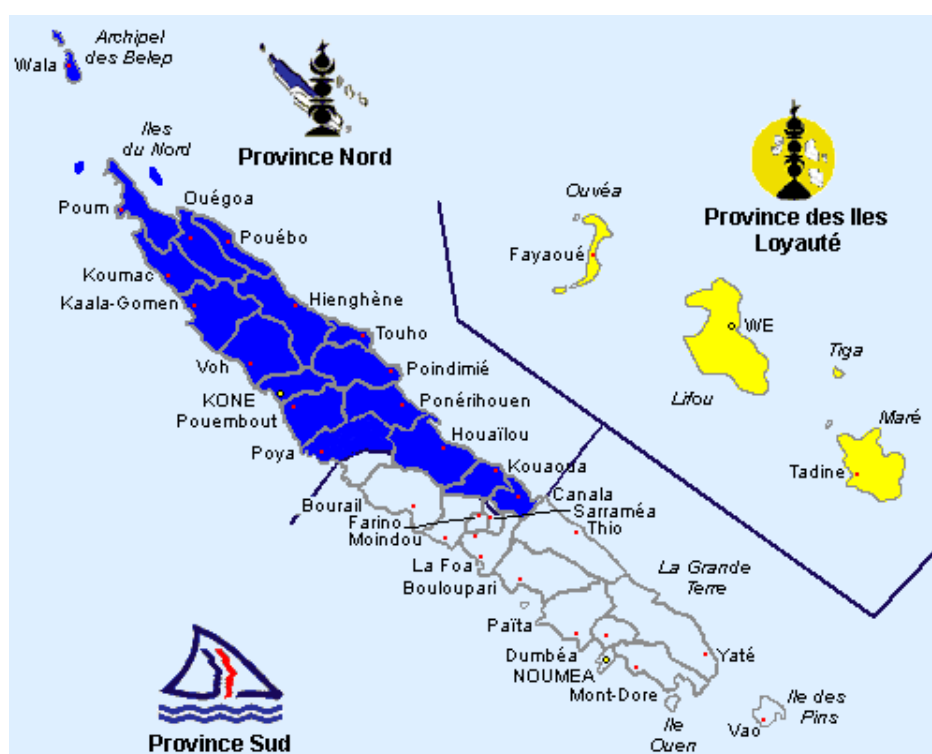 Archipel
des Belep
Wala
Iles
du Nord
Province Nord
Poum
Ouégoa
Pouébo
Koumac
Kaala-Gomen
Hienghène
Touho
Voh
Poindimié
KONE
Pouembout
Ponérihouen
Poya
Houaïlou
Kouaoua
Canala
Bourail
Farino
Moindou
Sarraméa
Thio
La Foa
Bouloupari
La Grande
Terre
Païta
Dumbéa
NOUMEA
Mont-Dore
Yaté
Ile
Ouen
Ile des
Pins
Vao
Province Sud
Ouvéa
Fayaoué
Province des Iles
Loyauté
WE
Lifou
Tiga
Maré
Tadine